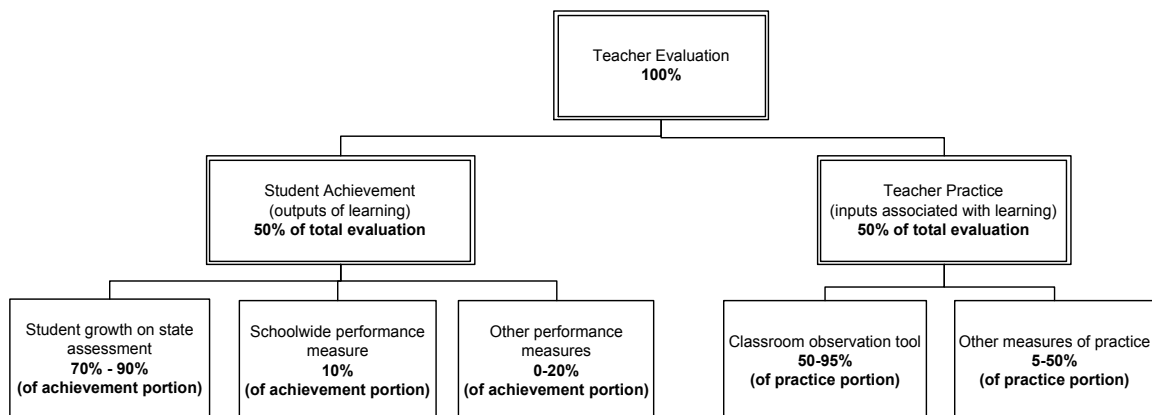 Teacher Evaluation
100%
Student Achievement
(outputs of learning)
50% of total evaluation
Teacher Practice
(inputs associated with learning)
50% of total evaluation
Student growth on state
assessment
70% - 90%
(of achievement portion)
Schoolwide performance
measure
10%
(of achievement portion)
Other performance
measures
0-20%
(of achievement portion)
Classroom observation tool
50-95%
(of practice portion)
Other measures of practice
5-50%
(of practice portion)